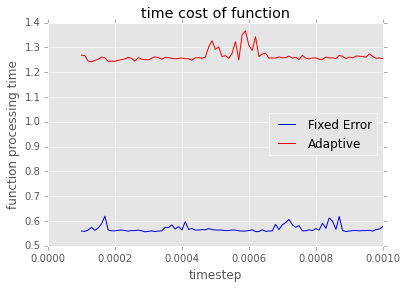 time cost of function
function processing time
1.4
1.3
1.2
1.1
1.0
0.9
0.8
0.7
0.6
0.5
Fixed Error
Adaptive
0.0000 0.0002 0.0004 0.0006 0.0008 0.0010
timestep